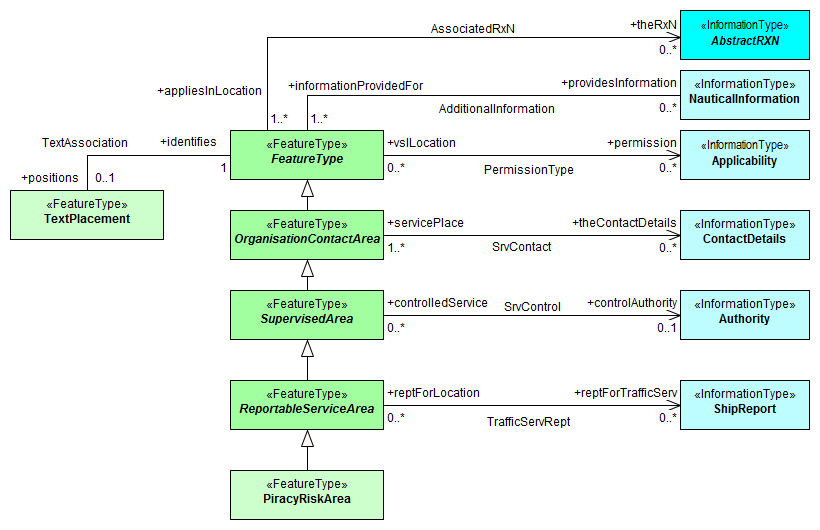 AssociatedRxN
+theRxN
«InformationType»
AbstractRXN
0..*
+appliesInLocation
+informationProvidedFor
+providesInformation
«InformationType»
NauticalInformation
AdditionalInformation
0..*
1..*
1..*
TextAssociation
+identifies
«FeatureType»
FeatureType
+vslLocation
+permission
«InformationType»
Applicability
1
0..*
PermissionType
0..*
+positions
0..1
«FeatureType»
TextPlacement
«FeatureType»
OrganisationContactArea
+servicePlace
+theContactDetails
«InformationType»
ContactDetails
1..*
SrvContact
0..*
«FeatureType»
SupervisedArea
+controlledService
SrvControl
+controlAuthority
«InformationType»
Authority
0..*
0..1
«FeatureType»
ReportableServiceArea
+reptForLocation
+reptForTrafficServ
«InformationType»
ShipReport
0..*
TrafficServRept
0..*
«FeatureType»
PiracyRiskArea